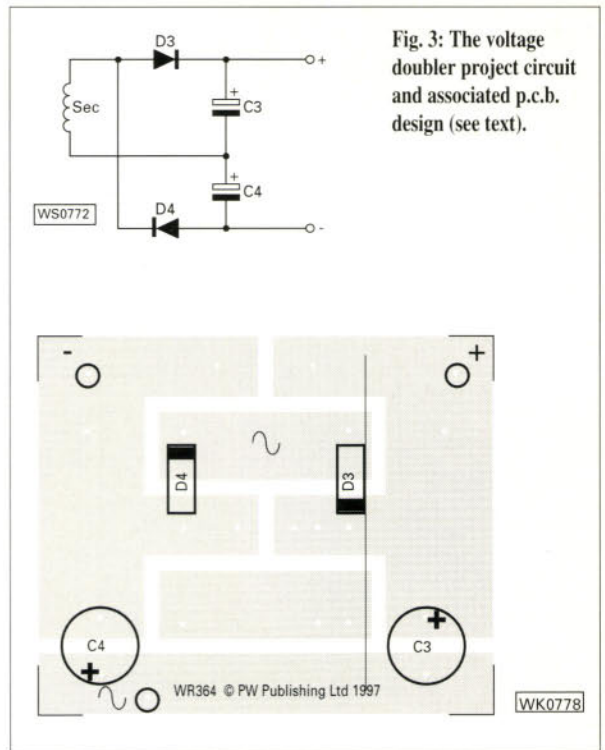 D3
Fig. 3: The voltage
doubler project circuit
and associated p.c.b.
design (see text).
+
+
Sec
C3
+
C4
WS0772
D4
-
-
+
D4
D3
C4
C3
+
+
WR364 © PW Publishing Ltd 1997
WK0778